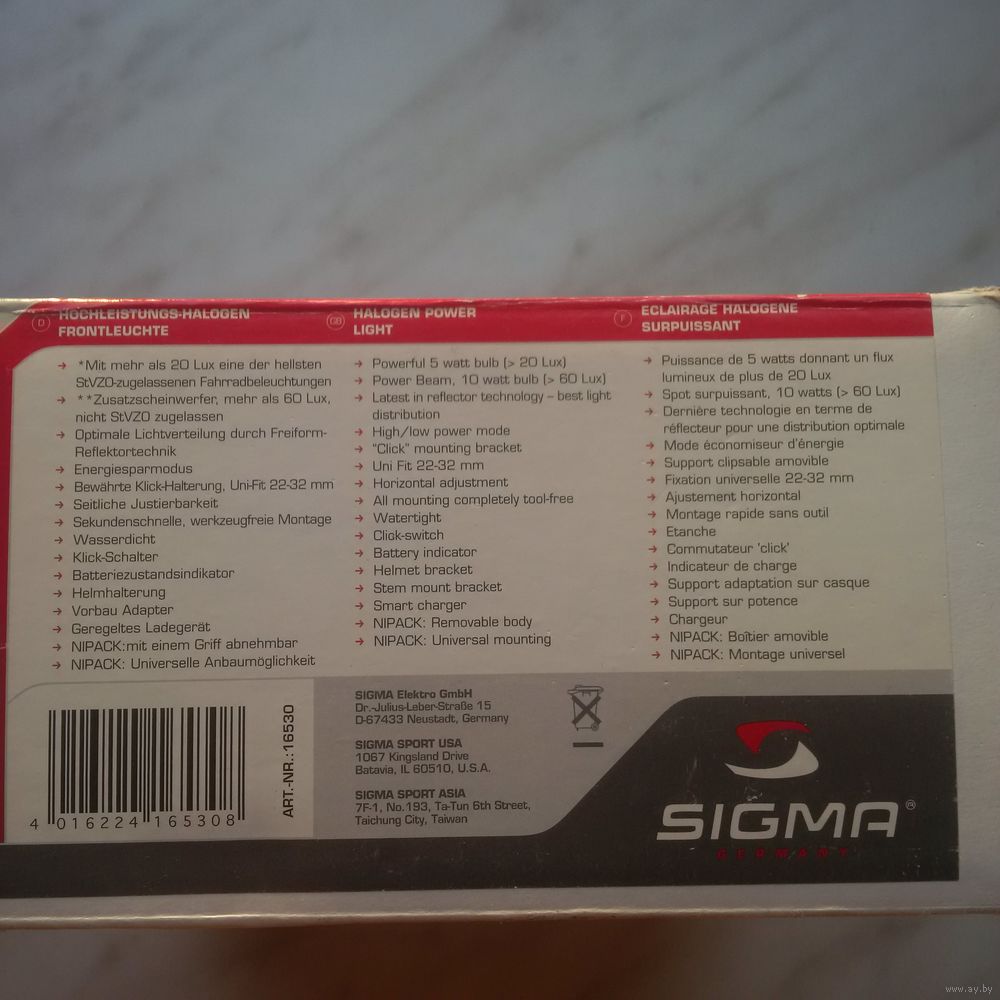 D
HOCHLEISTUNGS-HALOGEN
FRONTLEUCHTE
*Mit mehr als 20 Lux eine der hellsten
StVZO-zugelassenen Fahrradbeleuchtungen
**Zusatzscheinwerfer, mehr als 60 Lux,
nicht StVZO zugelassen
Optimale Lichtverteilung durch Freiform-
Reflektortechnik
Energiesparmodus
Bewährte Klick-Halterung, Uni-Fit 22-32 mm
Seitliche Justierbarkeit
Sekundenschnelle, werkzeugfreie Montage
Wasserdicht
Klick-Schalter
Batteriezustandsindikator
Helmhalterung
Vorbau Adapter
Geregeltes Ladegerät
NIPACK:mit einem Griff abnehmbar
NIPACK: Universelle Anbaumöglichkeit
GB
HALOGEN POWER
LIGHT
Powerful 5 watt bulb (> 20 Lux)
Power Beam, 10 watt bulb (> 60 Lux)
Latest in reflector technology – best light
distribution
High/low power mode
"Click" mounting bracket
Uni Fit 22-32 mm
Horizontal adjustment
All mounting completely tool-free
Watertight
Click-switch
Battery indicator
Helmet bracket
Stem mount bracket
Smart charger
NIPACK: Removable body
NIPACK: Universal mounting
F
ECLAIRAGE HALOGENE
SURPUISSANT
Puissance de 5 watts donnant un flux
lumineux de plus de 20 Lux
Spot surpuissant, 10 watts (> 60 Lux)
Dernière technologie en terme de
réflecteur pour une distribution optimale
Mode économiseur d'énergie
Support clipsable amovible
Fixation universelle 22-32 mm
Ajustement horizontal
Montage rapide sans outil
Etanche
Commutateur 'click'
Indicateur de charge
Support adaptation sur casque
Support sur potence
Chargeur
NIPACK: Boîtier amovible
NIPACK: Montage universel
4 016224 165308
ART.-NR.:16530
SIGMA Elektro GmbH
Dr.-Julius-Leber-Straße 15
D-67433 Neustadt, Germany
SIGMA SPORT USA
1067 Kingsland Drive
Batavia, IL 60510, U.S.A.
SIGMA SPORT ASIA
7F-1, No.193, Ta-Tun 6th Street,
Taichung City, Taiwan
SIGMA®
GERMANY
www.ay.by